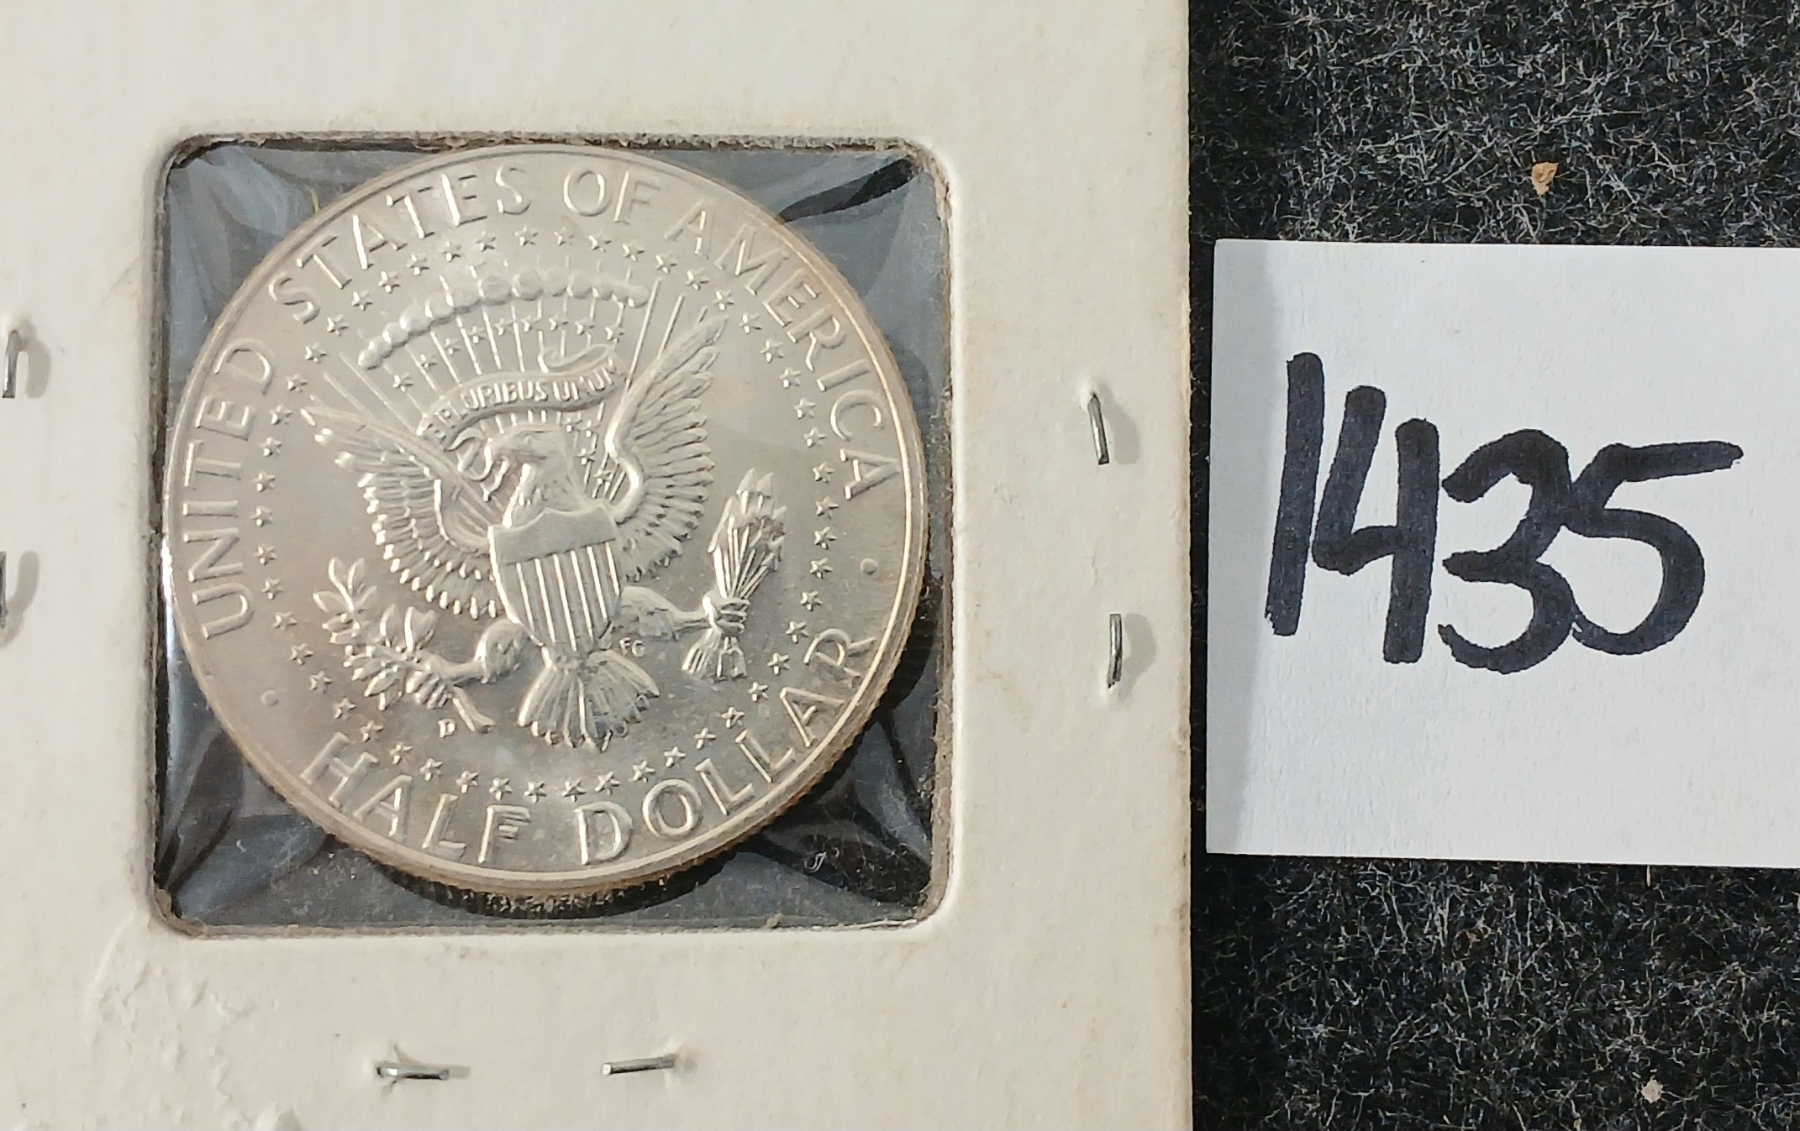 UNITED STATES OF AMERICA
E PLURIBUS UNUM
FG
D
HALF DOLLAR
1435